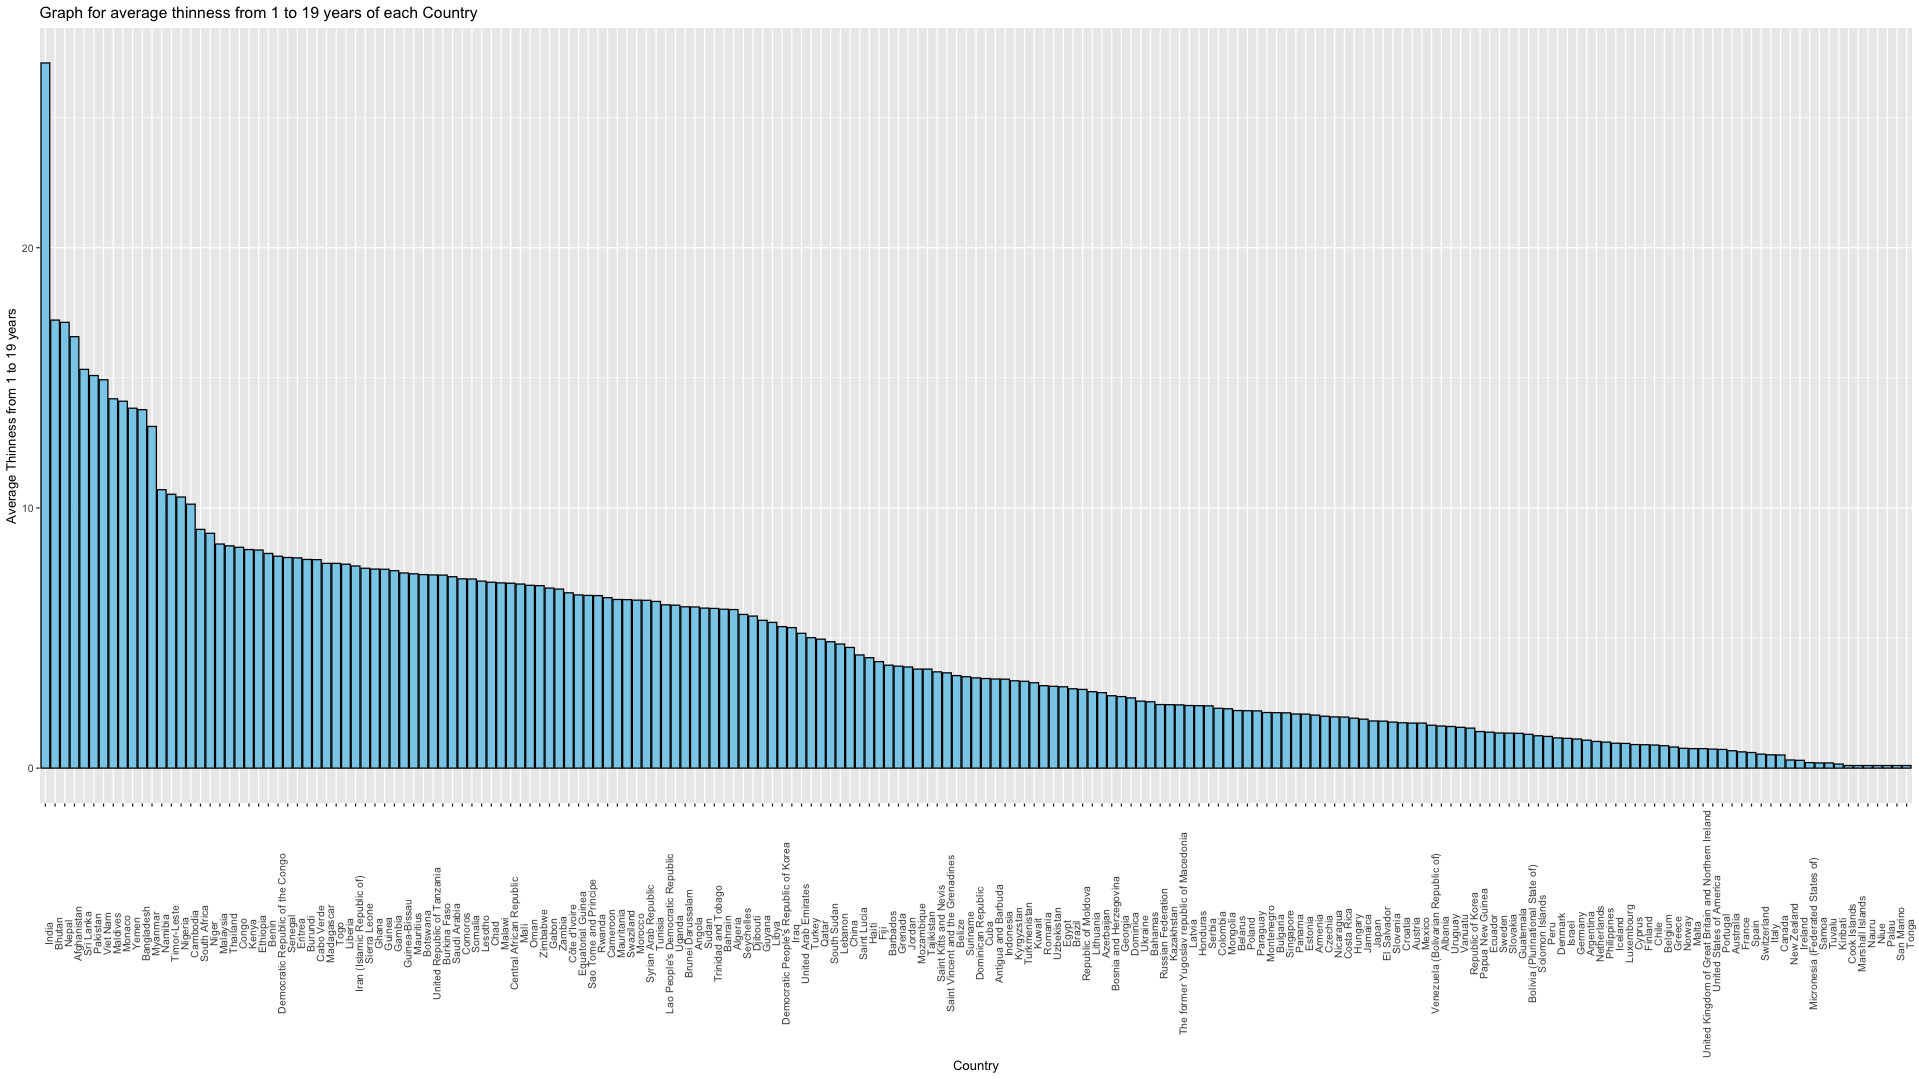 Graph for average thinness from 1 to 19 years of each Country
Average Thinness from 1 to 19 years
20
10
0
India
Bhutan
Nepal
Afghanistan
Sri Lanka
Pakistan
Viet Nam
Maldives
Monaco
Yemen
Bangladesh
Myanmar
Namibia
Timor-Leste
Nigeria
Cambodia
South Africa
Niger
Malaysia
Thailand
Congo
Kenya
Ethiopia
Benin
Democratic Republic of the Congo
Senegal
Eritrea
Burundi
Cabo Verde
Madagascar
Togo
Liberia
Iran (Islamic Republic of)
Sierra Leone
Ghana
Guinea
Gambia
Guinea-Bissau
Mauritius
Botswana
United Republic of Tanzania
Burkina Faso
Saudi Arabia
Comoros
Somalia
Lesotho
Chad
Malawi
Central African Republic
Mali
Oman
Zimbabwe
Gabon
Zambia
Côte d'Ivoire
Equatorial Guinea
Sao Tome and Principe
Rwanda
Cameroon
Mauritania
Swaziland
Morocco
Syrian Arab Republic
Tunisia
Lao People's Democratic Republic
Uganda
Brunei Darussalam
Angola
Sudan
Trinidad and Tobago
Bahrain
Algeria
Seychelles
Djibouti
Guyana
Libya
Democratic People's Republic of Korea
Iraq
United Arab Emirates
Turkey
Qatar
South Sudan
Lebanon
China
Saint Lucia
Haiti
Fiji
Barbados
Grenada
Jordan
Mozambique
Tajikistan
Saint Kitts and Nevis
Saint Vincent and the Grenadines
Belize
Suriname
Dominican Republic
Cuba
Antigua and Barbuda
Indonesia
Kyrgyzstan
Turkmenistan
Kuwait
Romania
Uzbekistan
Egypt
Brazil
Republic of Moldova
Lithuania
Azerbaijan
Bosnia and Herzegovina
Georgia
Dominica
Ukraine
Bahamas
Russian Federation
Kazakhstan
The former Yugoslav republic of Macedonia
Latvia
Honduras
Serbia
Colombia
Mongolia
Belarus
Poland
Paraguay
Montenegro
Bulgaria
Singapore
Panama
Estonia
Armenia
Czechia
Nicaragua
Costa Rica
Hungary
Jamaica
Japan
El Salvador
Slovenia
Croatia
Austria
Mexico
Venezuela (Bolivarian Republic of)
Albania
Uruguay
Vanuatu
Republic of Korea
Papua New Guinea
Ecuador
Sweden
Slovakia
Guatemala
Bolivia (Plurinational State of)
Solomon Islands
Peru
Denmark
Israel
Germany
Argentina
Netherlands
Philippines
Iceland
Luxembourg
Cyprus
Finland
Chile
Belgium
Greece
Norway
Malta
United Kingdom of Great Britain and Northern Ireland
United States of America
Portugal
Australia
France
Spain
Switzerland
Italy
Canada
New Zealand
Ireland
Micronesia (Federated States of)
Samoa
Tuvalu
Kiribati
Cook Islands
Marshall Islands
Nauru
Niue
Palau
San Marino
Tonga
Country